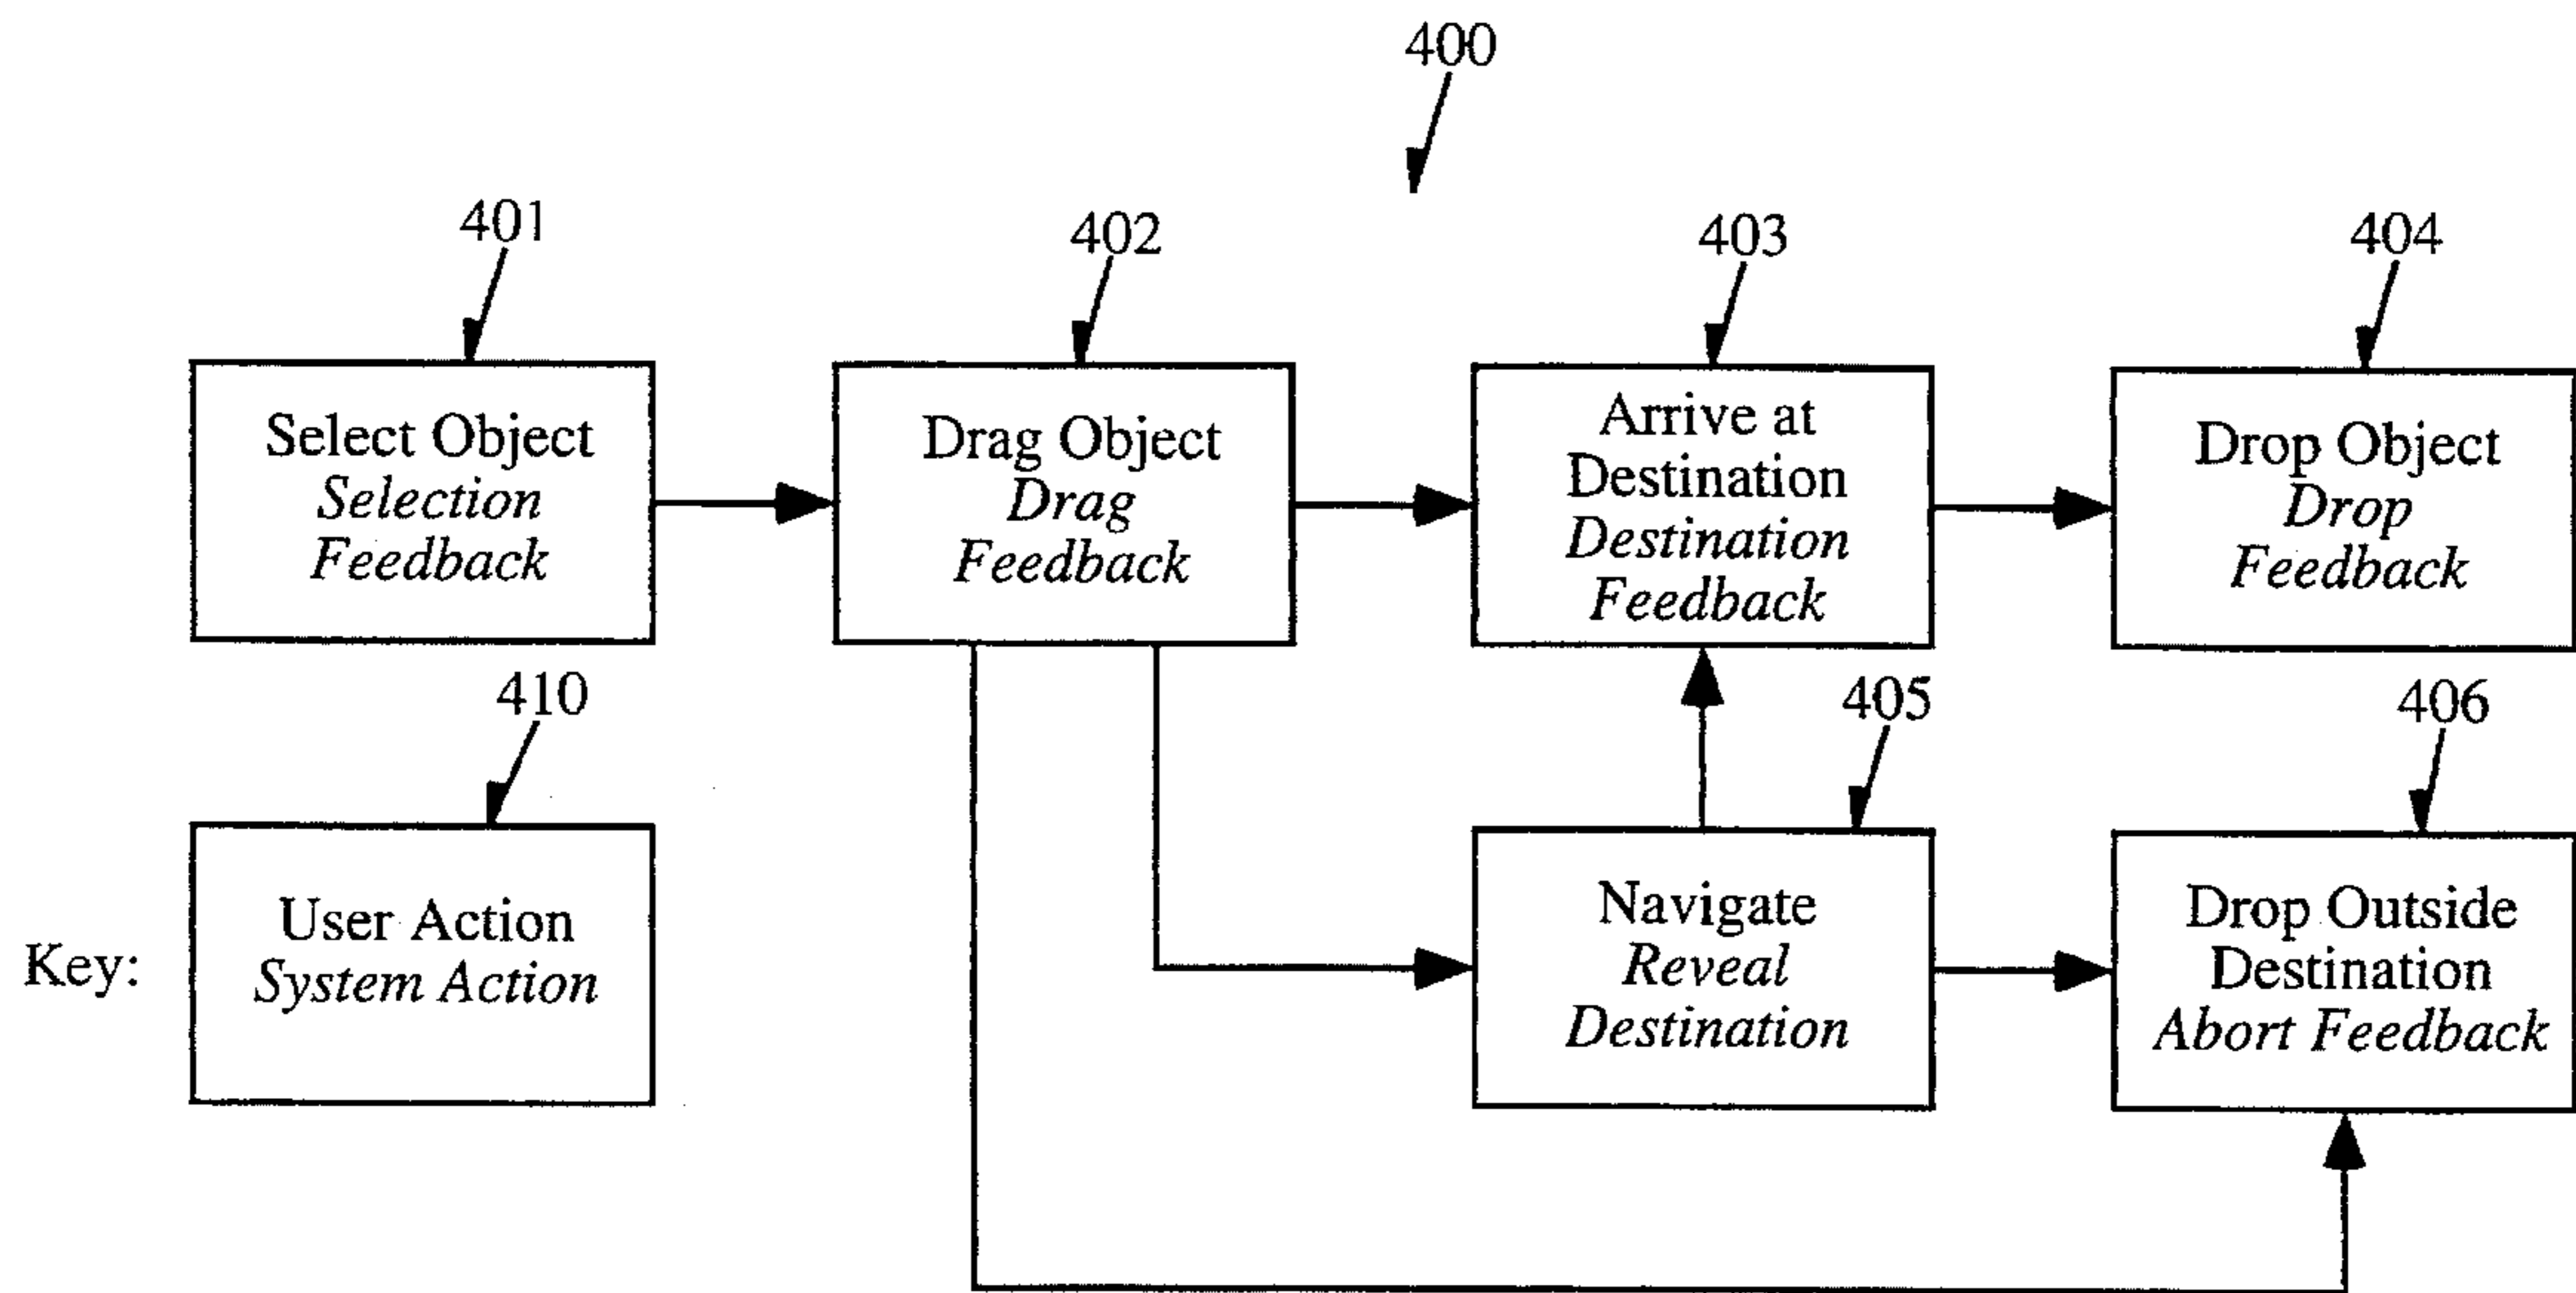 400
401
402
403
404
Select Object
Selection
Feedback
Drag Object
Drag
Feedback
Arrive at
Destination
Destination
Feedback
Drop Object
Drop
Feedback
410
405
406
Key:
User Action
System Action
Navigate
Reveal
Destination
Drop Outside
Destination
Abort Feedback